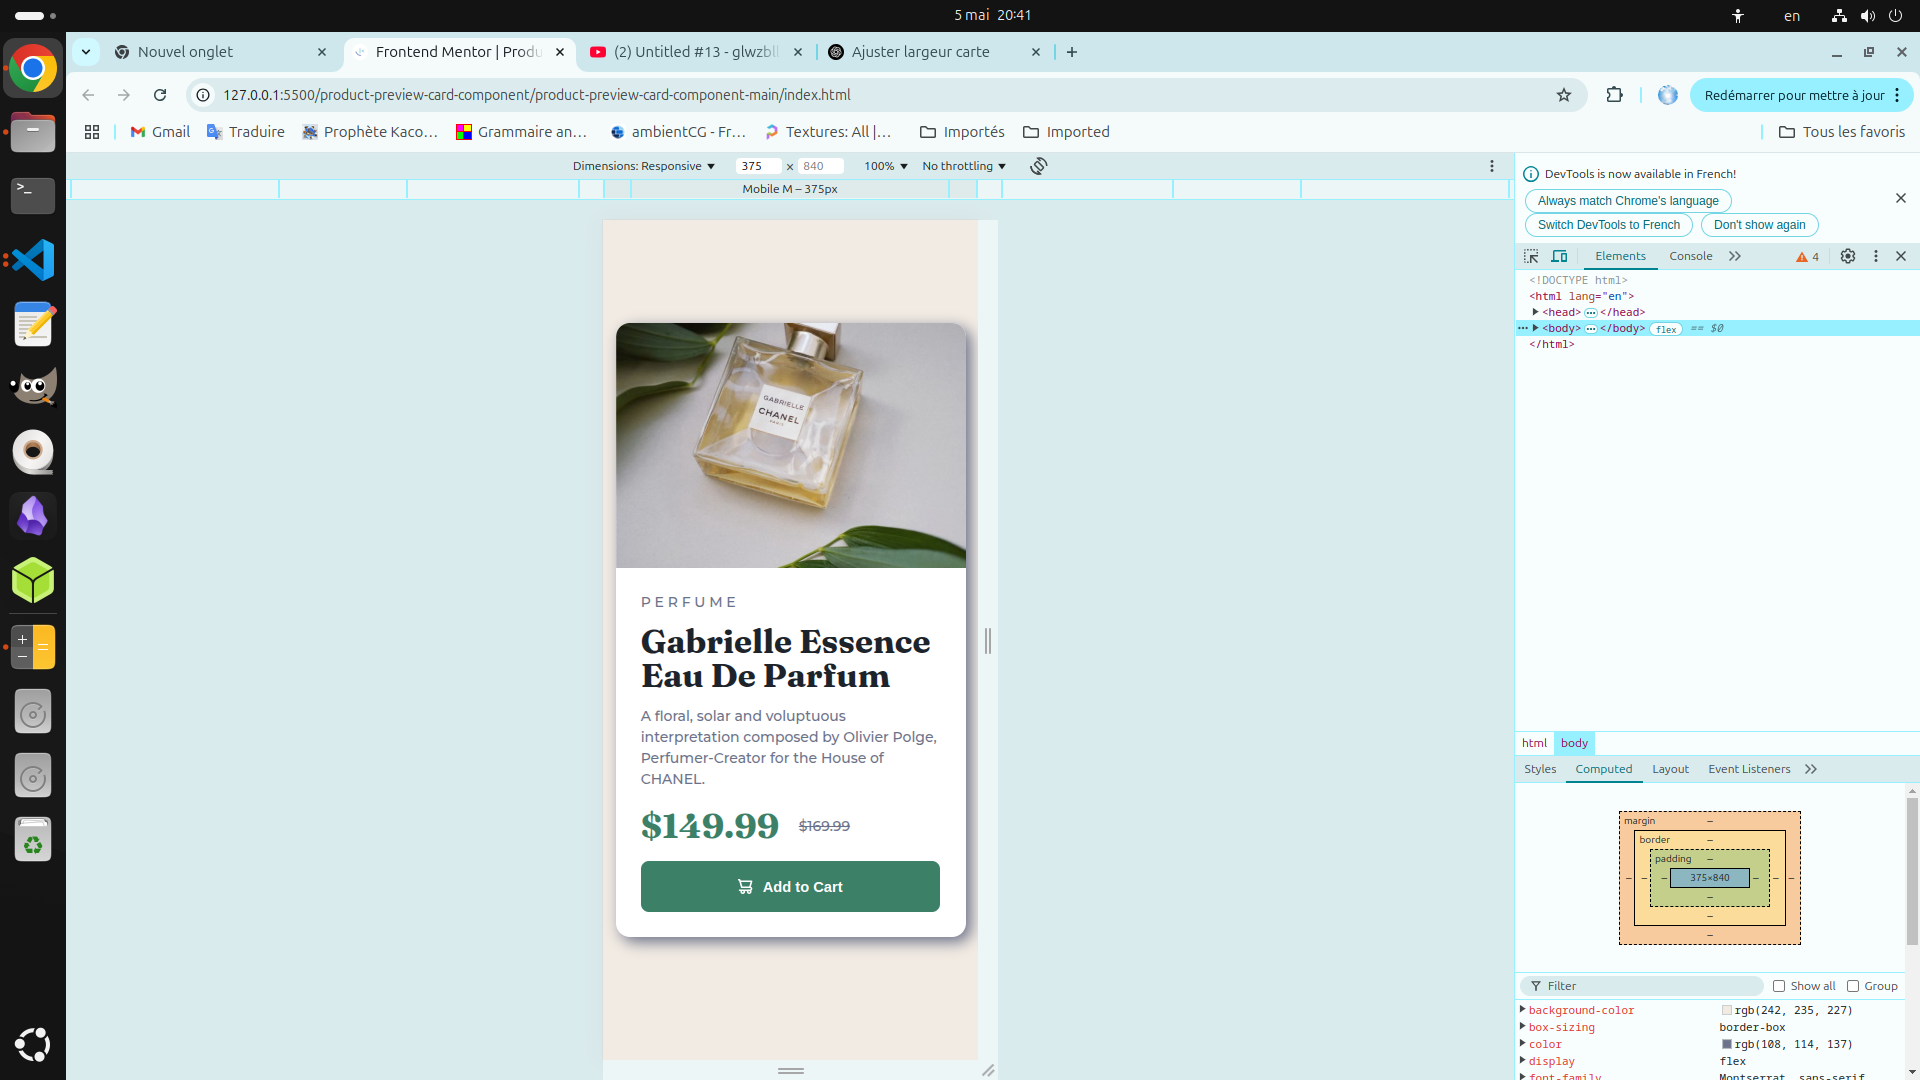 5 mai 20:41
en
Nouvel onglet
Frontend Mentor | Produ
(2) Untitled #13 - glwzbll
Ajuster largeur carte
127.0.0.1:5500/product-preview-card-component/product-preview-card-component-main/index.html
Redémarrer pour mettre à jour
Gmail
Traduire
Prophète Kaco…
Grammaire an…
ambientCG - Fr…
Textures: All |…
Importés
Imported
Tous les favoris
Dimensions: Responsive
375 × 840
100%
No throttling
Mobile M – 375px
DevTools is now available in French!
Always match Chrome's language
Switch DevTools to French
Don't show again
Elements
Console
4
<!DOCTYPE html>
<html lang="en">
<head> … </head>
… <body> … </body> flex == $0
</html>
GABRIELLE
CHANEL
PARIS
PERFUME
Gabrielle Essence
Eau De Parfum
A floral, solar and voluptuous
interpretation composed by Olivier Polge,
Perfumer-Creator for the House of
CHANEL.
$149.99 $169.99
Add to Cart
html body
Styles
Computed
Layout
Event Listeners
margin –
border –
padding –
– – – 375×840 – – –
–
–
–
Filter
Show all
Group
background-color rgb(242, 235, 227)
box-sizing border-box
color rgb(108, 114, 137)
display flex
font-family Montserrat, sans-serif